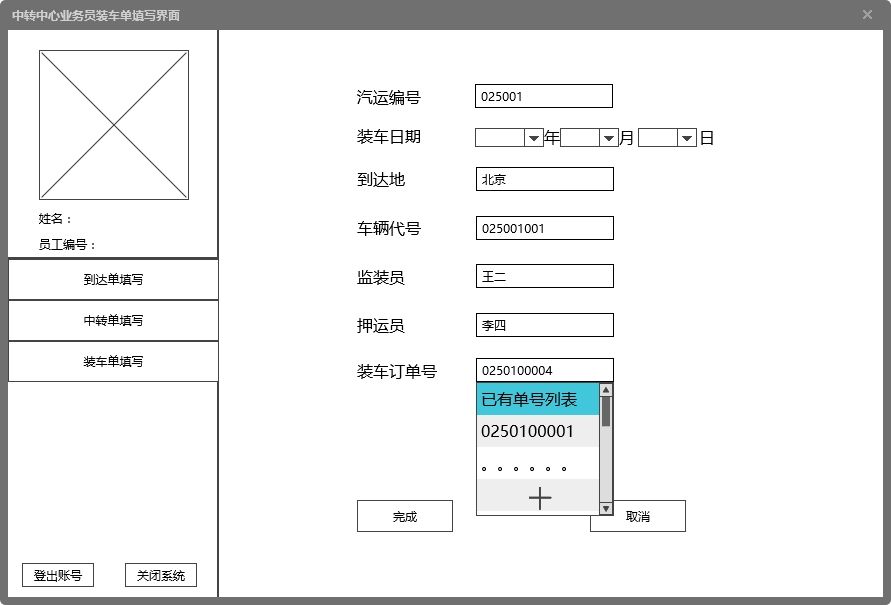 中转中心业务员装车单填写界面
姓名：
员工编号：
到达单填写
中转单填写
装车单填写
登出账号
关闭系统
汽运编号 025001
装车日期 年 月 日
到达地 北京
车辆代号 025001001
监装员 王二
押运员 李四
装车订单号 0250100004
已有单号列表
0250100001
。。。。。。
完成
取消